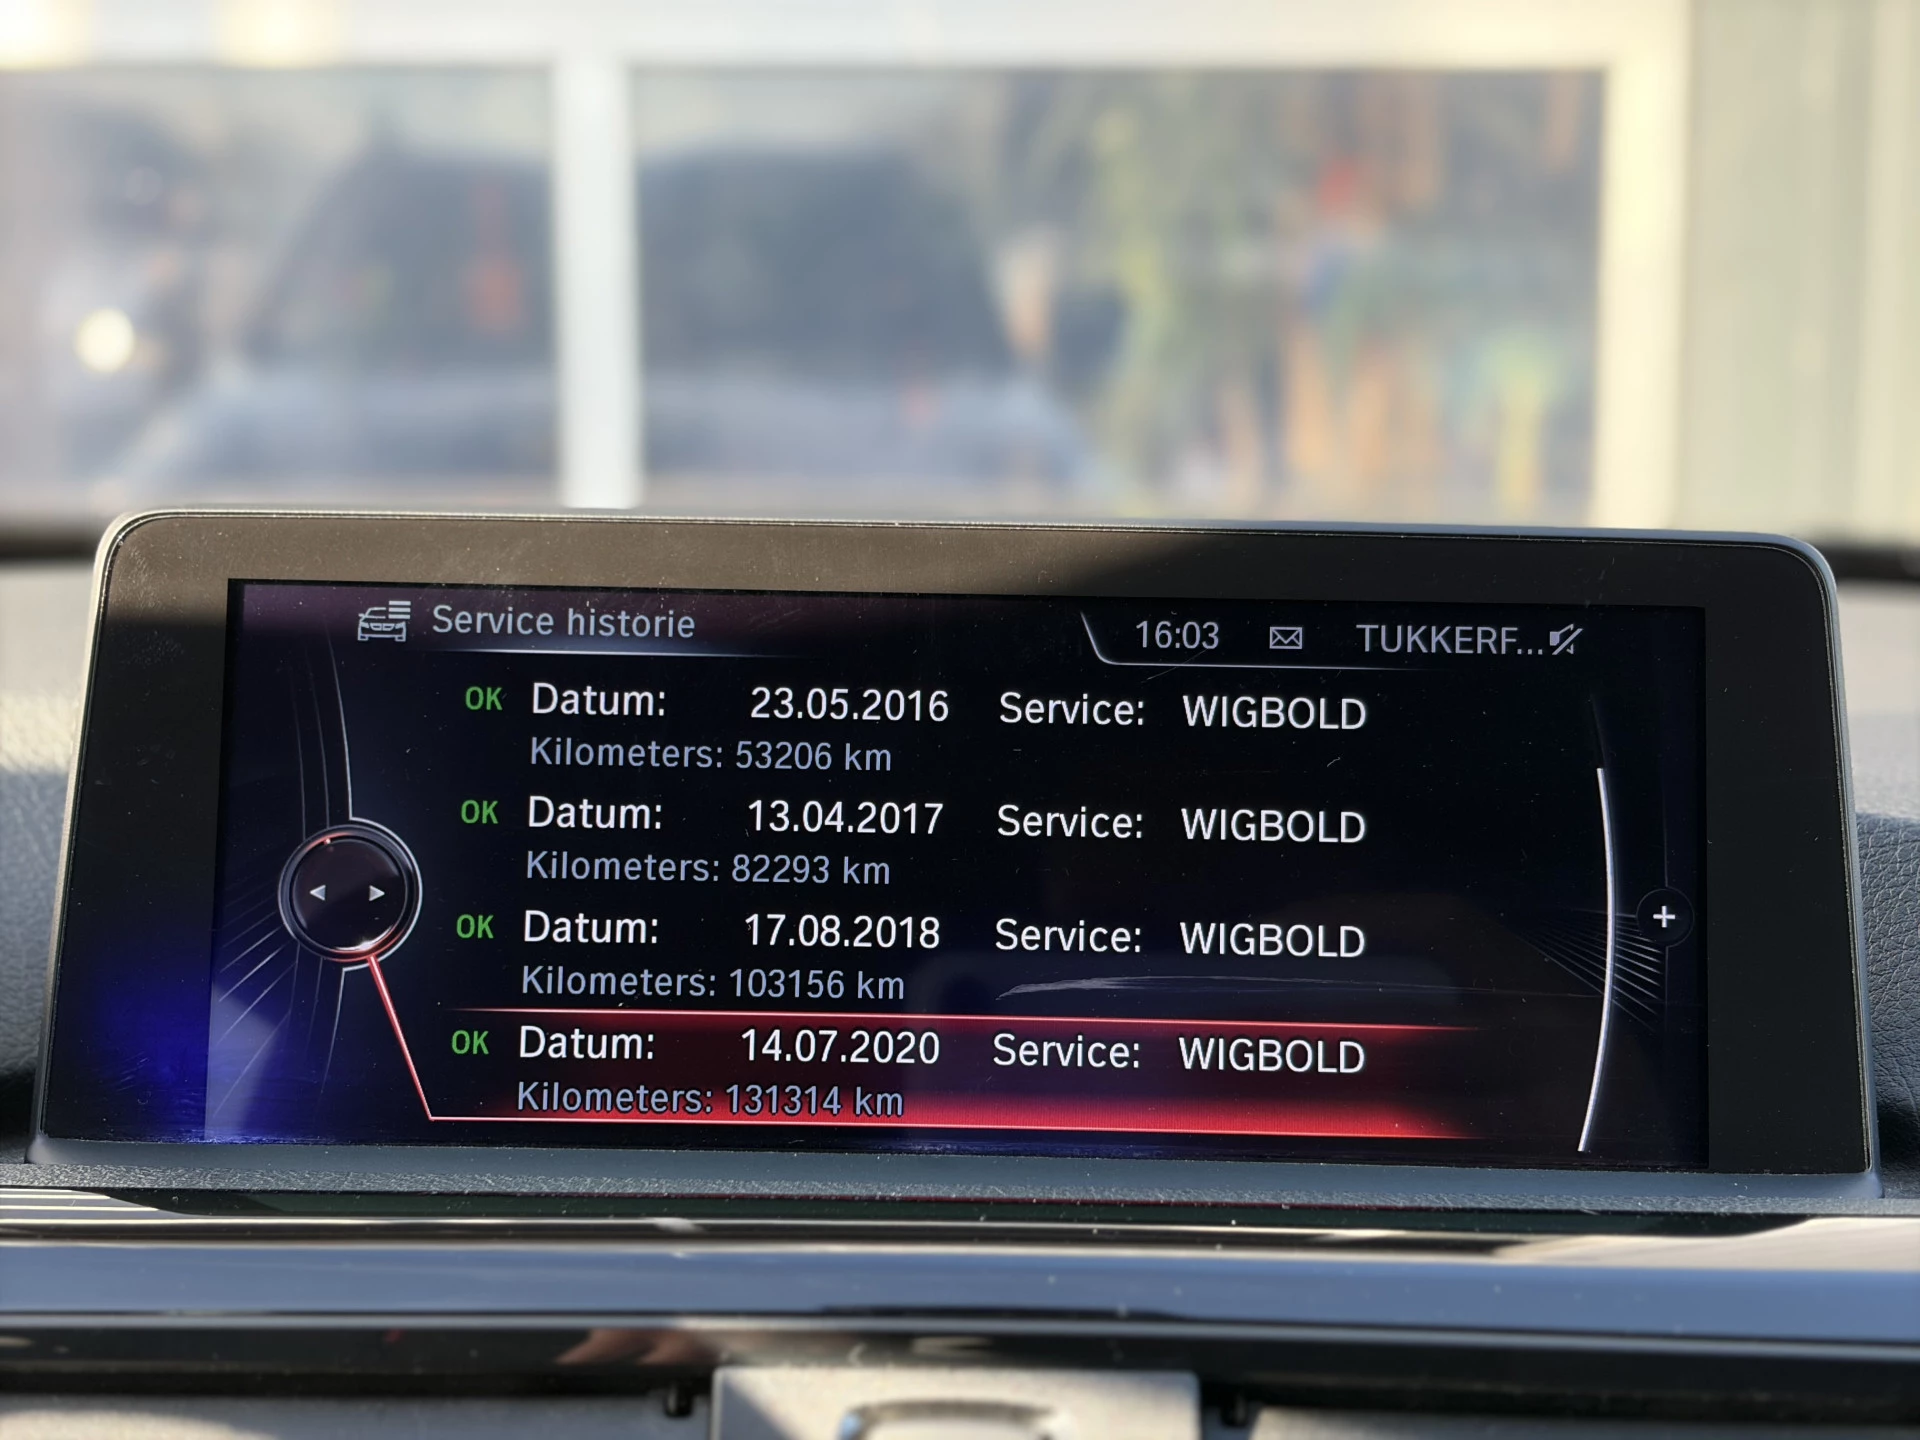 Service historie 16:03 TUKKERF...
OK Datum: 23.05.2016 Service: WIGBOLD
Kilometers: 53206 km
OK Datum: 13.04.2017 Service: WIGBOLD
Kilometers: 82293 km
OK Datum: 17.08.2018 Service: WIGBOLD
Kilometers: 103156 km
OK Datum: 14.07.2020 Service: WIGBOLD
Kilometers: 131314 km